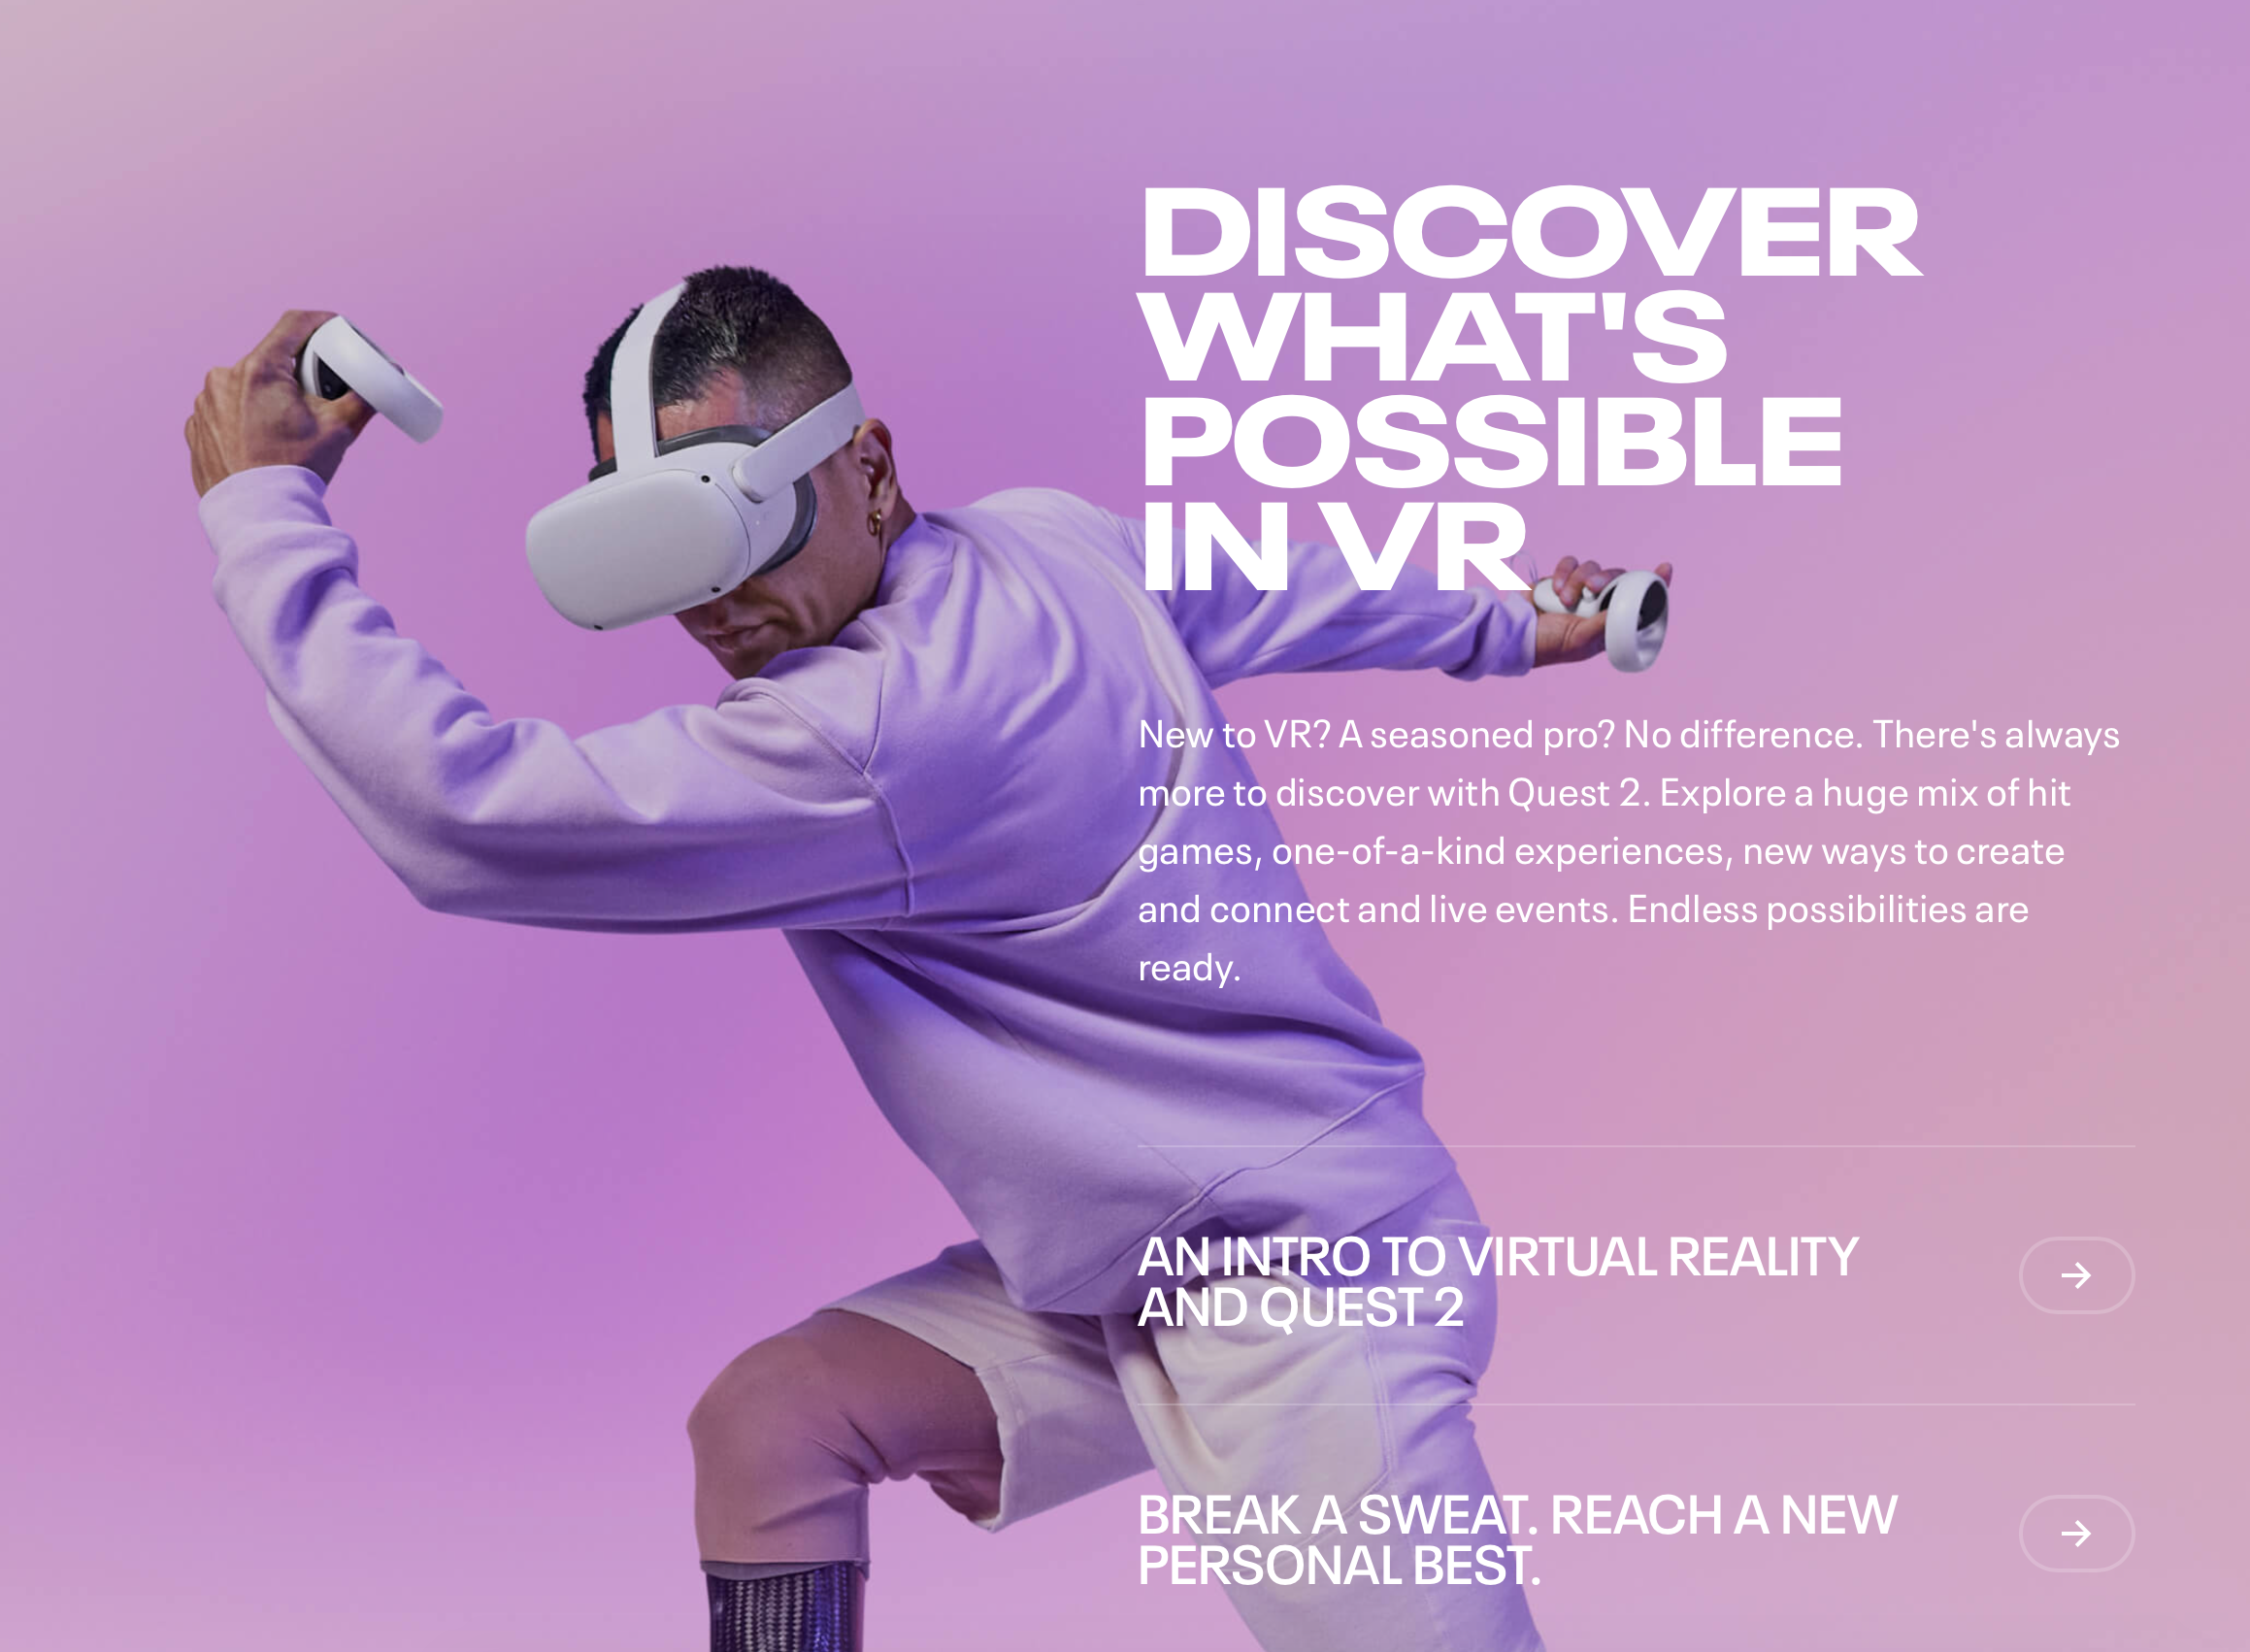 DISCOVER
WHAT'S
POSSIBLE
IN VR
New to VR? A seasoned pro? No difference. There's always
more to discover with Quest 2. Explore a huge mix of hit
games, one-of-a-kind experiences, new ways to create
and connect and live events. Endless possibilities are
ready.
AN INTRO TO VIRTUAL REALITY
AND QUEST 2
BREAK A SWEAT. REACH A NEW
PERSONAL BEST.